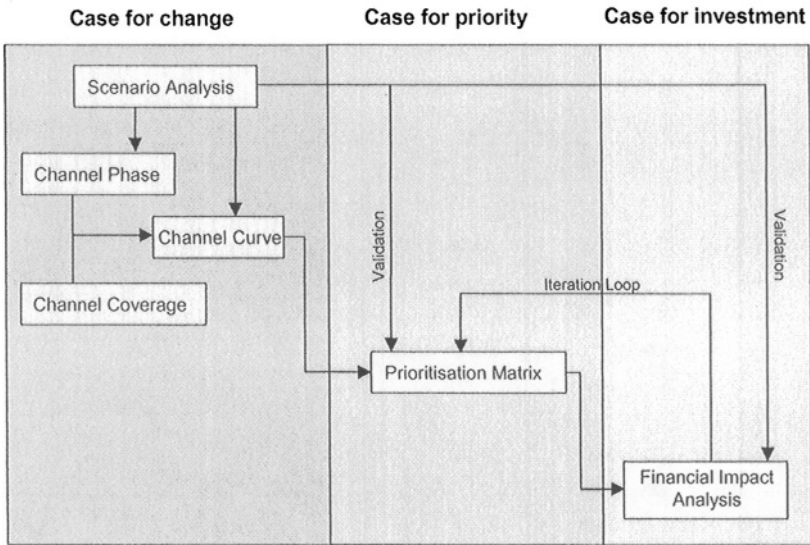 Case for change
Case for priority
Case for investment
Scenario Analysis
Channel Phase
Channel Curve
Channel Coverage
Validation
Validation
Iteration Loop
Prioritisation Matrix
Financial Impact
Analysis